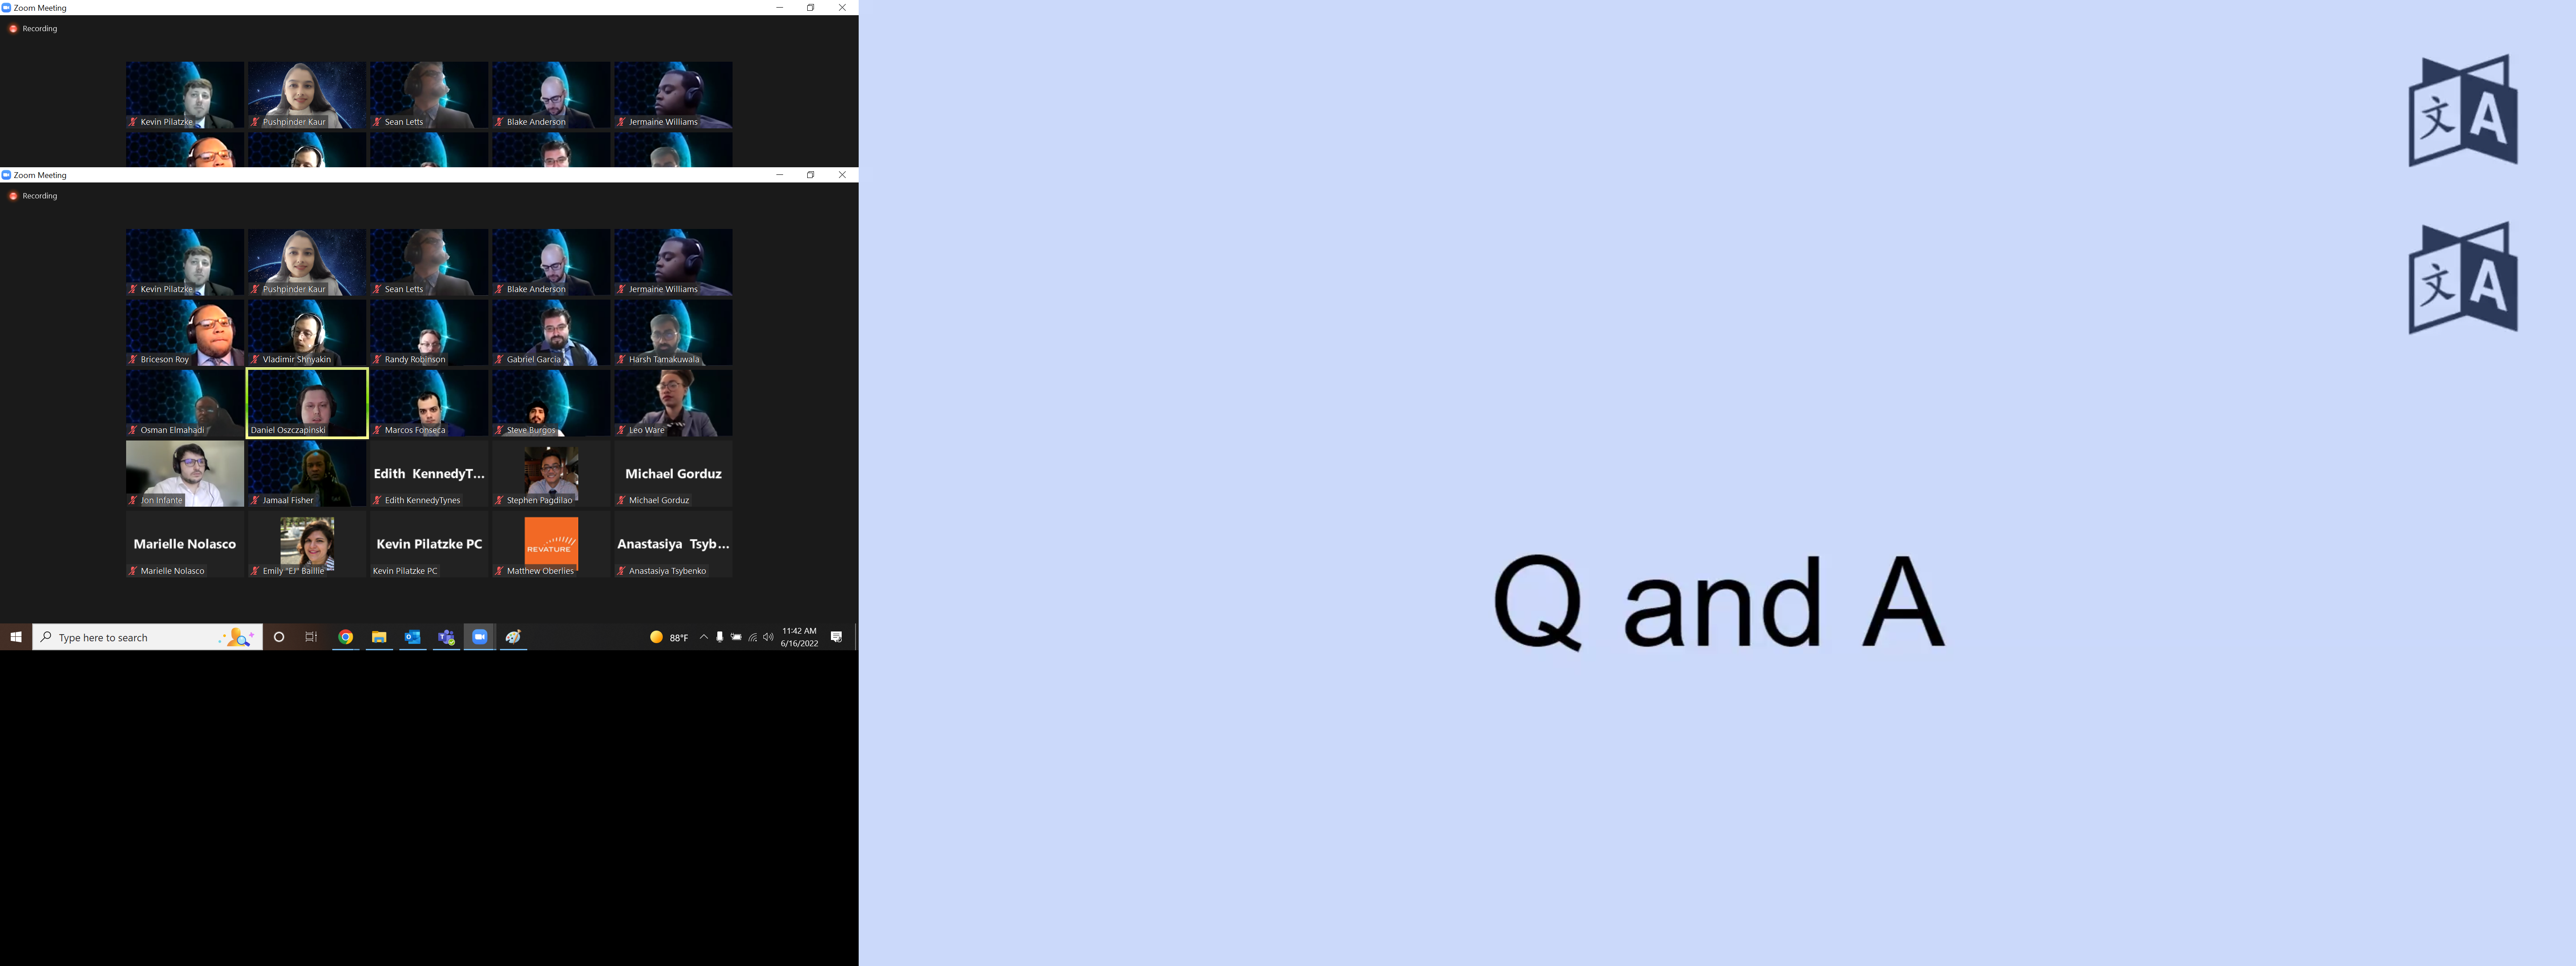 Zoom Meeting
Recording
Kevin Pilatzke
Pushpinder Kaur
Sean Letts
Blake Anderson
Jermaine Williams
Zoom Meeting
Recording
Kevin Pilatzke
Pushpinder Kaur
Sean Letts
Blake Anderson
Jermaine Williams
Briceson Roy
Vladimir Shnyakin
Randy Robinson
Gabriel Garcia
Harsh Tamakuwala
Osman Elmahadi
Daniel Oszczapinski
Marcos Fonseca
Steve Burgos
Leo Ware
Jon Infante
Jamaal Fisher
Edith KennedyT...
Edith KennedyTynes
Stephen Pagdilao
Michael Gorduz
Michael Gorduz
Marielle Nolasco
Marielle Nolasco
Emily "EJ" Baillie
Kevin Pilatzke PC
Kevin Pilatzke PC
REVATURE
Matthew Oberlies
Anastasiya Tsyb...
Anastasiya Tsybenko
Type here to search
88°F
11:42 AM
6/16/2022
文 A
文 A
Q and A